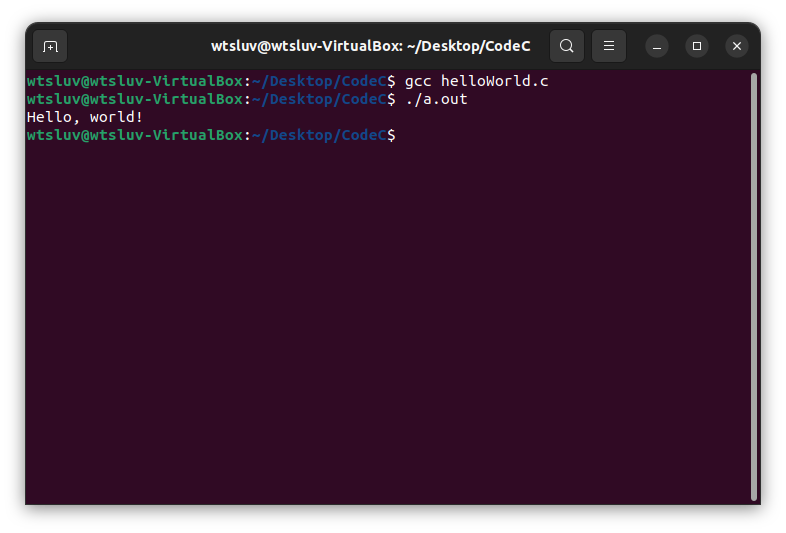 wtsluv@wtsluv-VirtualBox: ~/Desktop/CodeC
wtsluv@wtsluv-VirtualBox:~/Desktop/CodeC$ gcc helloWorld.c
wtsluv@wtsluv-VirtualBox:~/Desktop/CodeC$ ./a.out
Hello, world!
wtsluv@wtsluv-VirtualBox:~/Desktop/CodeC$